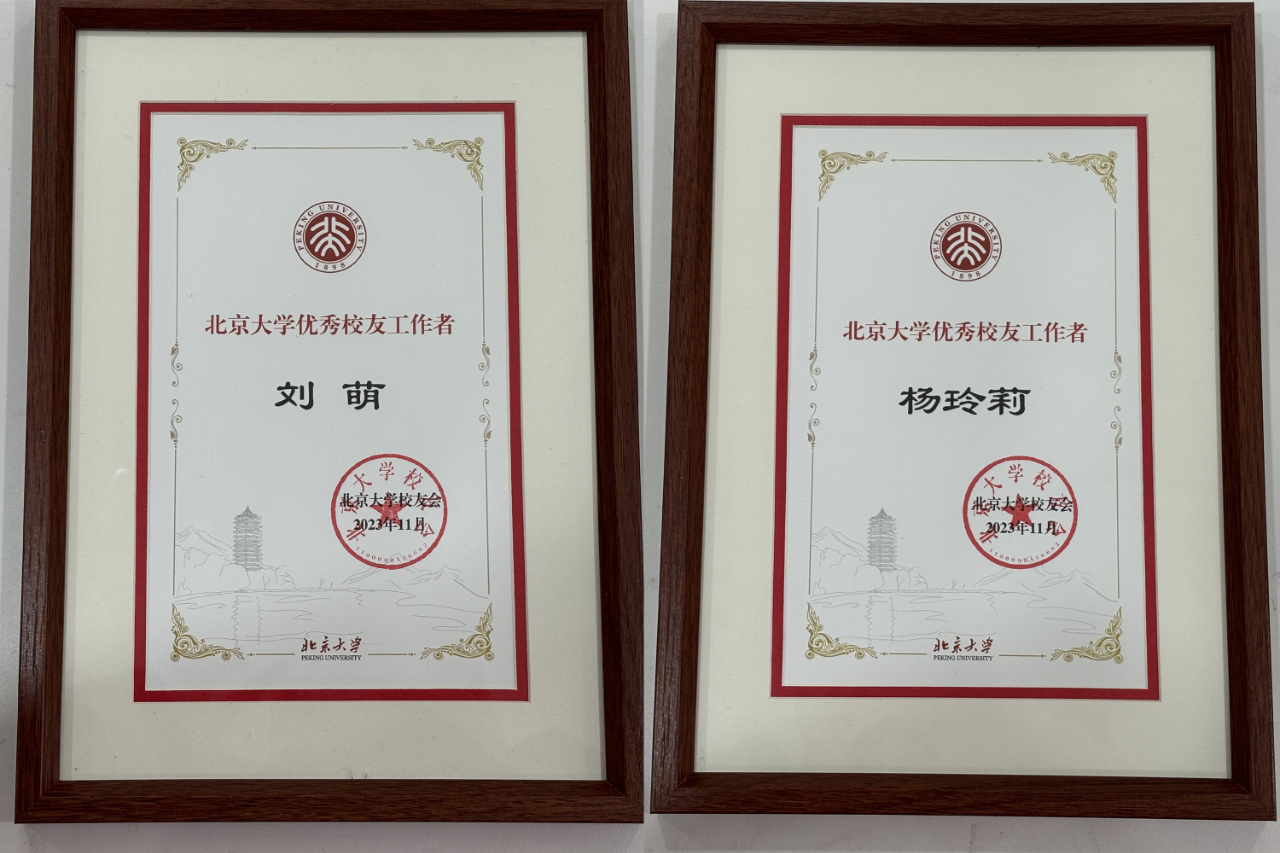 PEKING UNIVERSITY
1898
北京大学优秀校友工作者
刘 萌
北京大学校友会
2023年11月
北京大学
PEKING UNIVERSITY
PEKING UNIVERSITY
1898
北京大学优秀校友工作者
杨玲莉
北京大学校友会
2023年11月
北京大学
PEKING UNIVERSITY